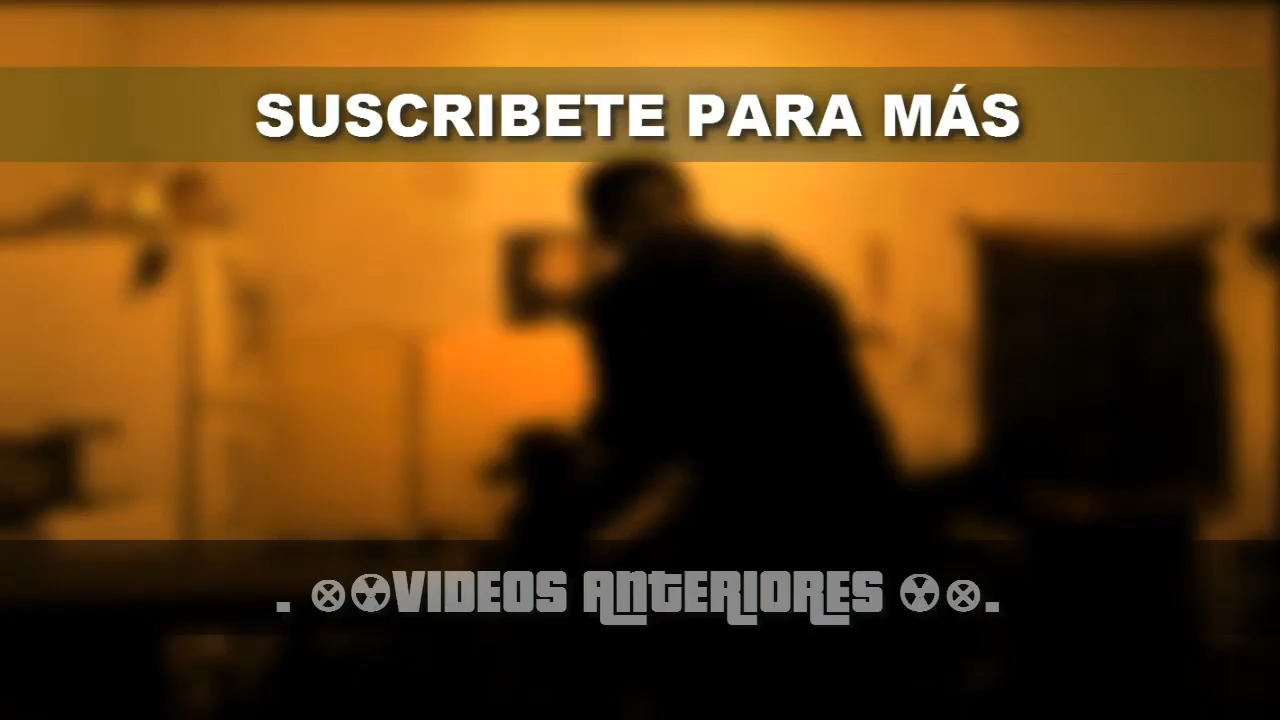 SUSCRIBETE PARA MÁS
. ⊗☢VIDEOS ANTERIORES ☢⊗.